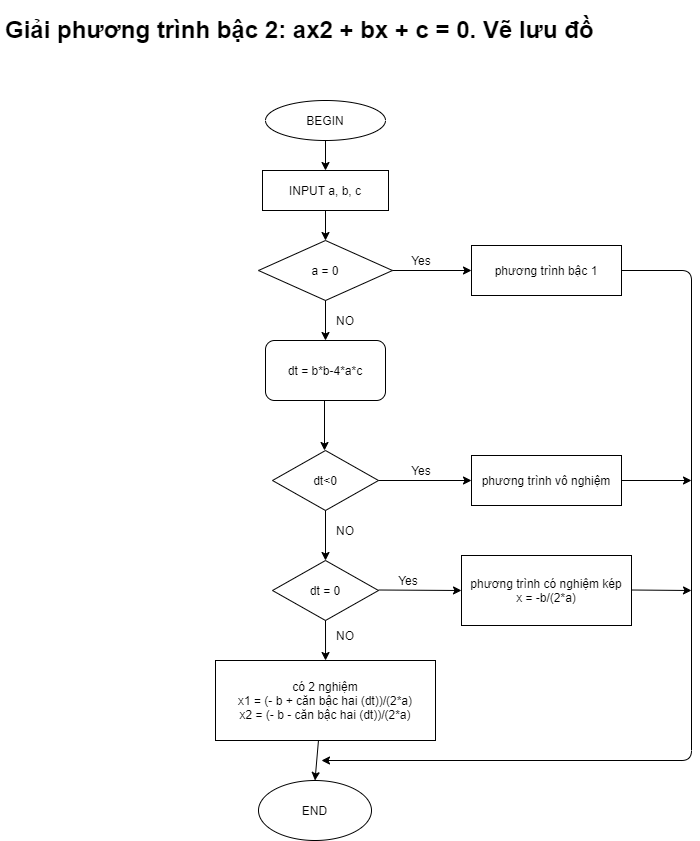 Giải phương trình bậc 2: ax2 + bx + c = 0. Vẽ lưu đồ
BEGIN
INPUT a, b, c
a = 0
Yes
phương trình bậc 1
NO
dt = b*b-4*a*c
dt<0
Yes
phương trình vô nghiệm
NO
dt = 0
Yes
phương trình có nghiệm kép
x = -b/(2*a)
NO
có 2 nghiệm
x1 = (- b + căn bậc hai (dt))/(2*a)
x2 = (- b - căn bậc hai (dt))/(2*a)
END